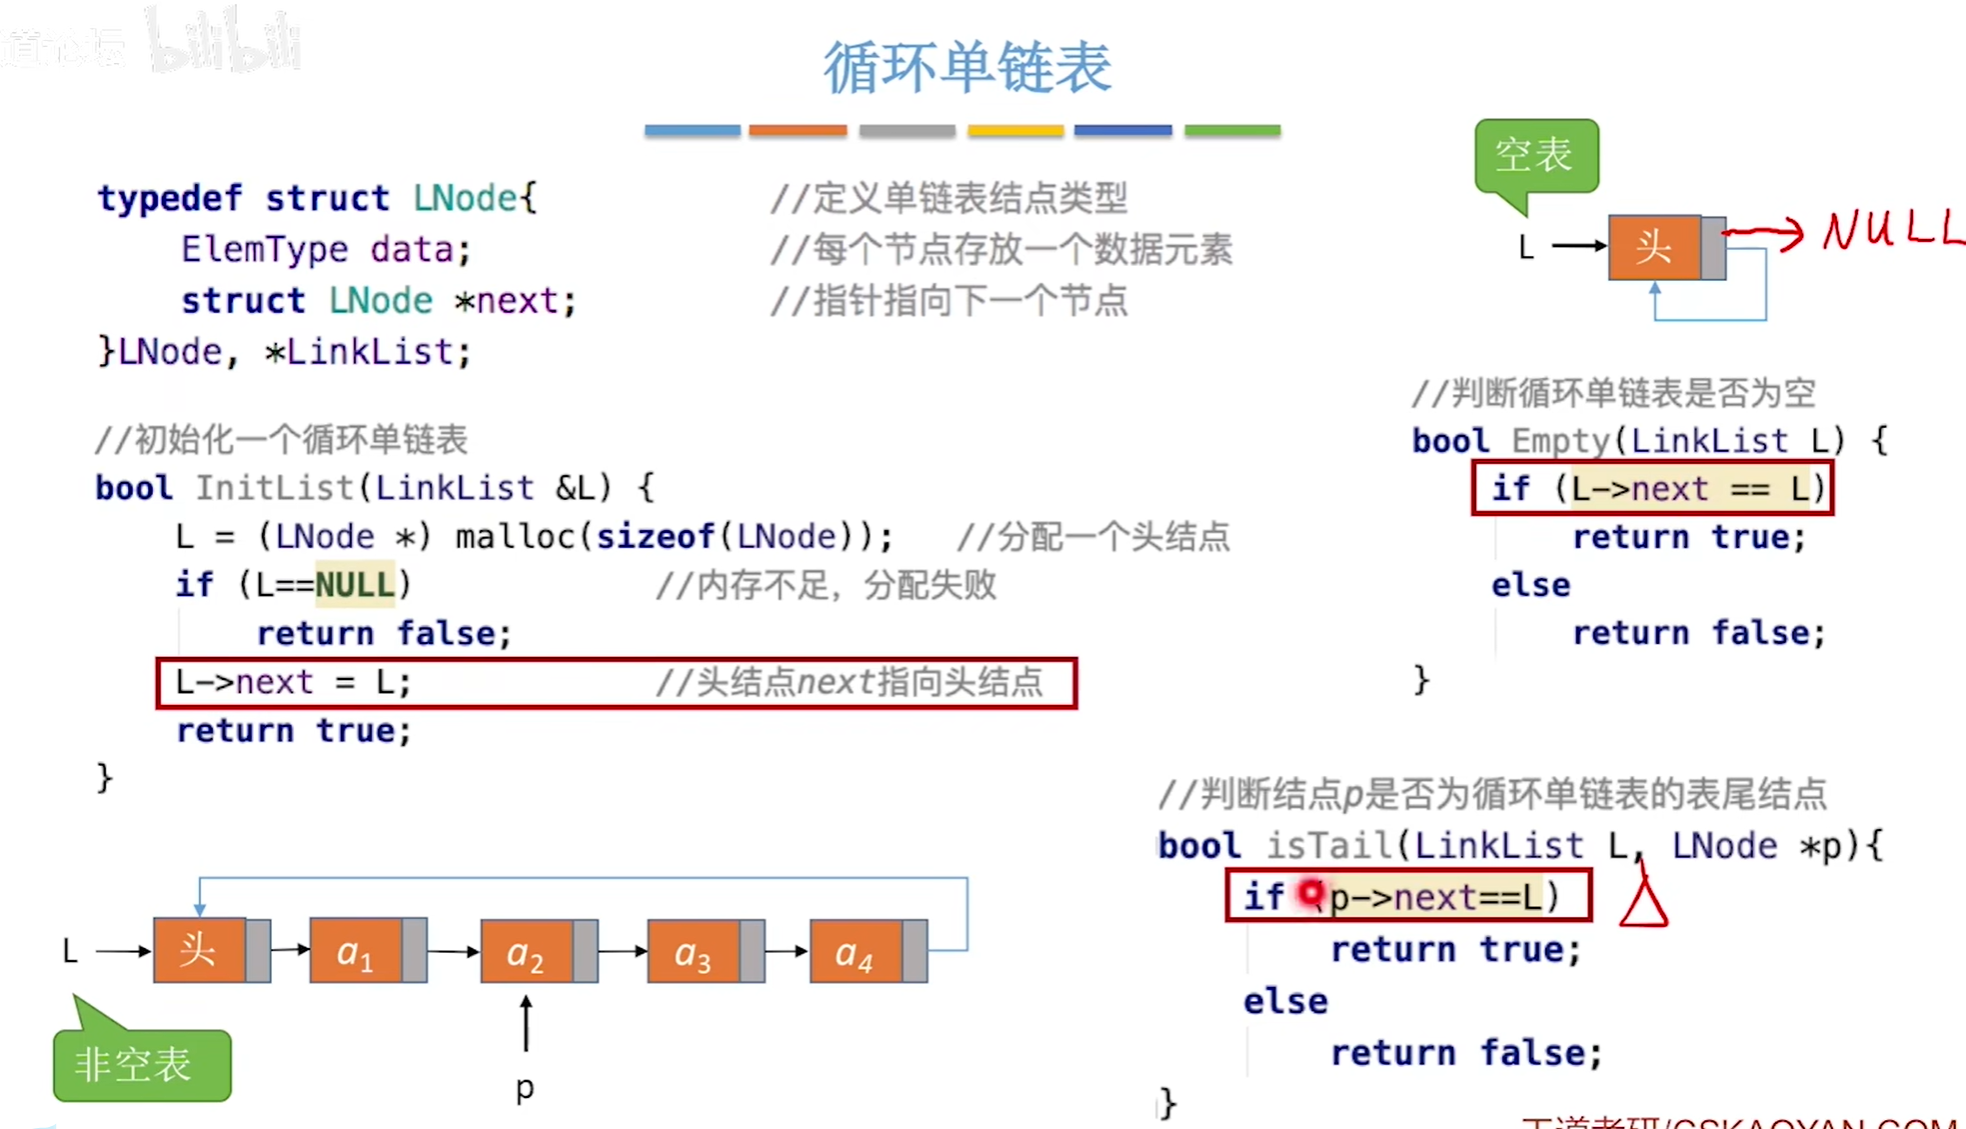 道论坛 bilibili
循环单链表
typedef struct LNode{ //定义单链表结点类型
ElemType data; //每个节点存放一个数据元素
struct LNode *next; //指针指向下一个节点
}LNode, *LinkList;
//初始化一个循环单链表
bool InitList(LinkList &L) {
L = (LNode *) malloc(sizeof(LNode)); //分配一个头结点
if (L==NULL) //内存不足，分配失败
return false;
L->next = L; //头结点next指向头结点
return true;
}
L 头 a1 a2 a3 a4
非空表
p
空表
L 头 NULL
//判断循环单链表是否为空
bool Empty(LinkList L) {
if (L->next == L)
return true;
else
return false;
}
//判断结点p是否为循环单链表的表尾结点
bool isTail(LinkList L, LNode *p){
if (p->next==L)
return true;
else
return false;
}
王道考研/CSKAOYAN.COM